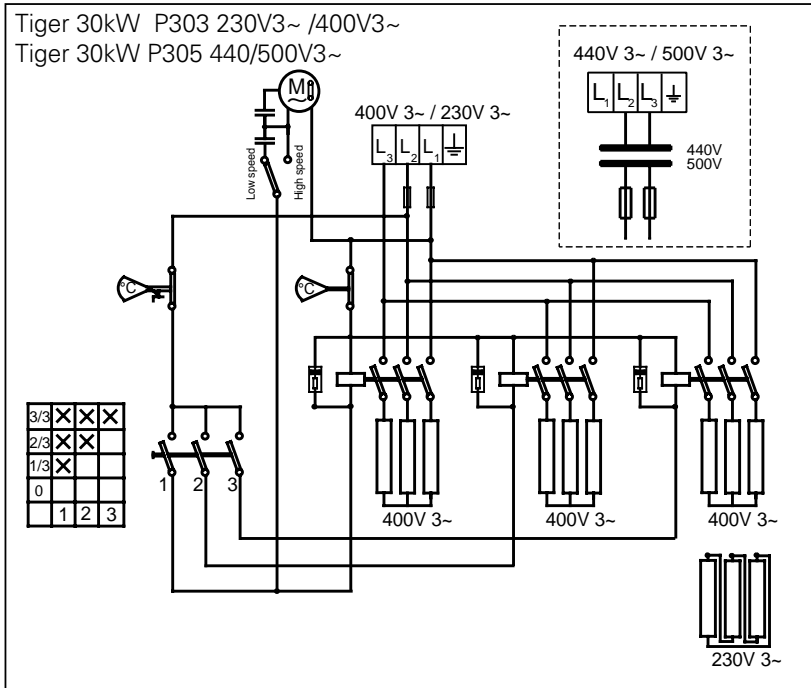 Tiger 30kW  P303 230V3~ /400V3~
Tiger 30kW P305 440/500V3~
M
~
Low speed
High speed
400V 3~ / 230V 3~
L3 L2 L1
440V 3~ / 500V 3~
L1 L2 L3
440V
500V
°C
°C
3/3 X X X
2/3 X X
1/3 X
0
1 2 3
1 2 3
400V 3~
400V 3~
400V 3~
230V 3~